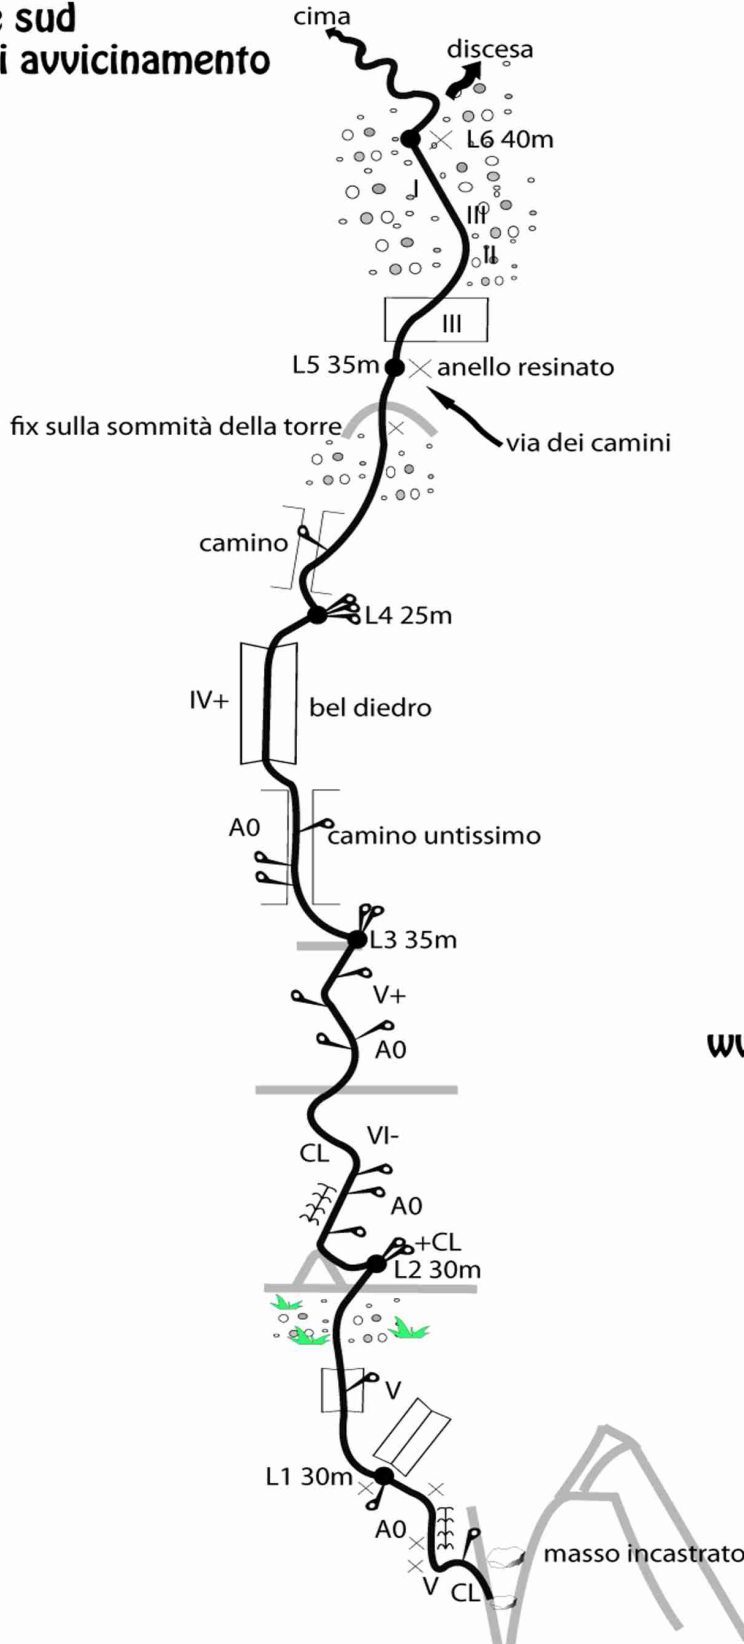 e sud
i avvicinamento
cima
discesa
L6 40m
I
III
II
III
L5 35m
anello resinato
fix sulla sommità della torre
via dei camini
camino
L4 25m
IV+
bel diedro
A0
camino untissimo
L3 35m
V+
A0
VI-
CL
A0
+CL
L2 30m
V
L1 30m
A0
masso incastrato
V
CL